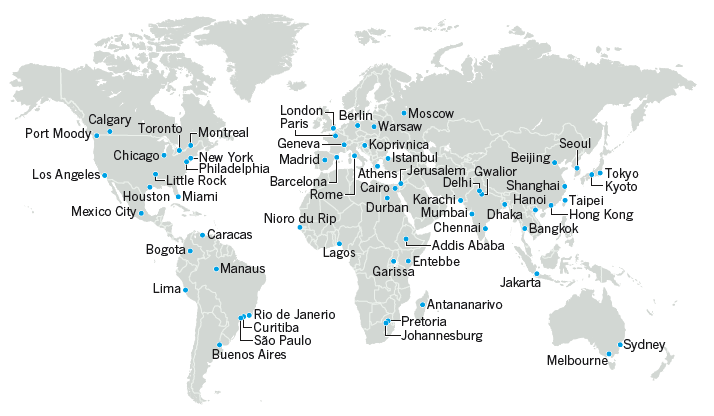 Calgary
Port Moody
Toronto
Montreal
Chicago
New York
Philadelphia
Los Angeles
Little Rock
Houston
Miami
Mexico City
Caracas
Bogota
Manaus
Lima
Rio de Janerio
Curitiba
São Paulo
Buenos Aires
London
Paris
Berlin
Moscow
Warsaw
Geneva
Koprivnica
Madrid
Istanbul
Barcelona
Athens
Jerusalem
Rome
Cairo
Durban
Nioro du Rip
Lagos
Addis Ababa
Garissa
Entebbe
Antananarivo
Pretoria
Johannesburg
Gwalior
Delhi
Karachi
Mumbai
Chennai
Dhaka
Beijing
Seoul
Tokyo
Kyoto
Shanghai
Hanoi
Taipei
Hong Kong
Bangkok
Jakarta
Sydney
Melbourne